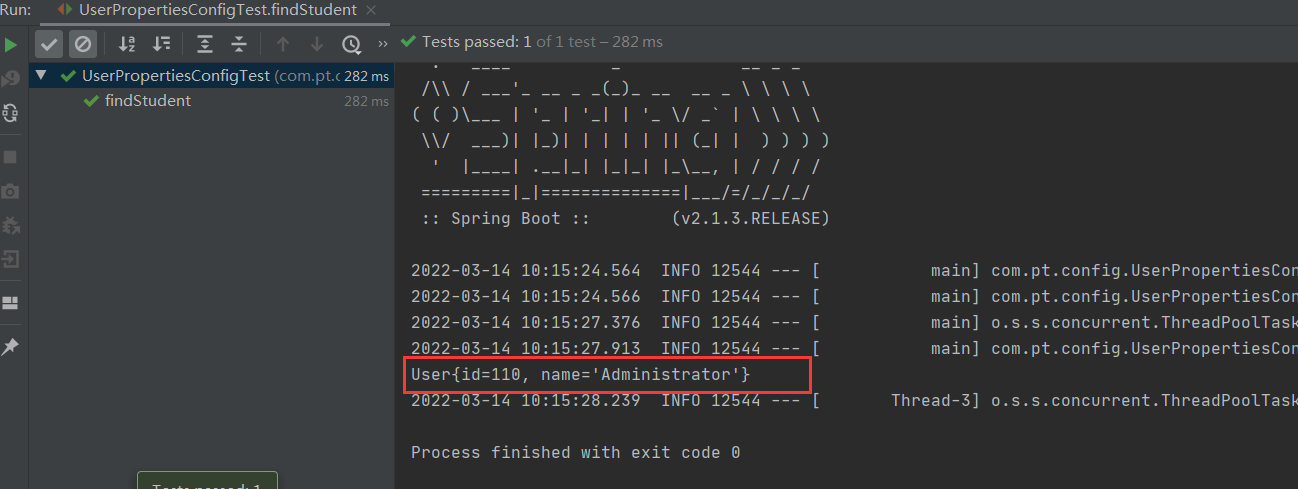 Run: UserPropertiesConfigTest.findStudent ×
» Tests passed: 1 of 1 test – 282 ms
UserPropertiesConfigTest (com.pt.c 282 ms
findStudent 282 ms
  .   ____          _            __ _ _
 /\\ / ___'_ __ _ _(_)_ __  __ _ \ \ \ \
( ( )\___ | '_ | '_| | '_ \/ _` | \ \ \ \
 \\/  ___)| |_)| | | | | || (_| |  ) ) ) )
  '  |____| .__|_| |_|_| |_\__, | / / / /
 =========|_|==============|___/=/_/_/_/
 :: Spring Boot ::        (v2.1.3.RELEASE)
2022-03-14 10:15:24.564  INFO 12544 --- [           main] com.pt.config.UserPropertiesCon
2022-03-14 10:15:24.566  INFO 12544 --- [           main] com.pt.config.UserPropertiesCon
2022-03-14 10:15:27.376  INFO 12544 --- [           main] o.s.s.concurrent.ThreadPoolTask
2022-03-14 10:15:27.913  INFO 12544 --- [           main] com.pt.config.UserPropertiesCon
User{id=110, name='Administrator'}
2022-03-14 10:15:28.239  INFO 12544 --- [       Thread-3] o.s.s.concurrent.ThreadPoolTask
Process finished with exit code 0
Tests passed: 1